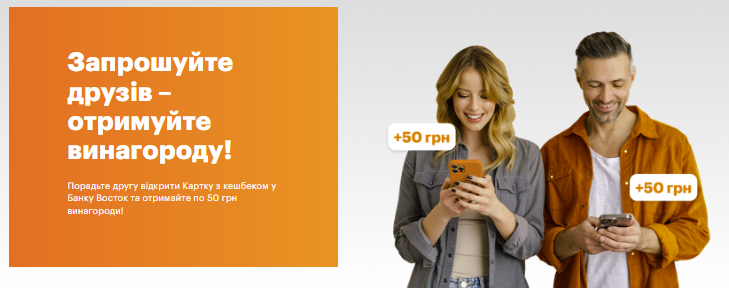 Запрошуйте
друзів –
отримуйте
винагороду!
Порадьте другу відкрити Картку з кешбеком у
Банку Восток та отримайте по 50 грн
винагороди!
+50 грн
+50 грн